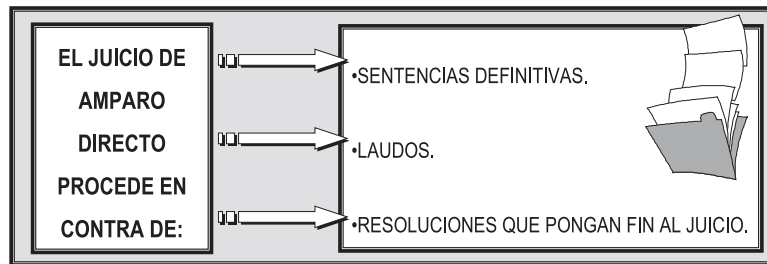 EL JUICIO DE
AMPARO
DIRECTO
PROCEDE EN
CONTRA DE:
•SENTENCIAS DEFINITIVAS.
•LAUDOS.
•RESOLUCIONES QUE PONGAN FIN AL JUICIO.